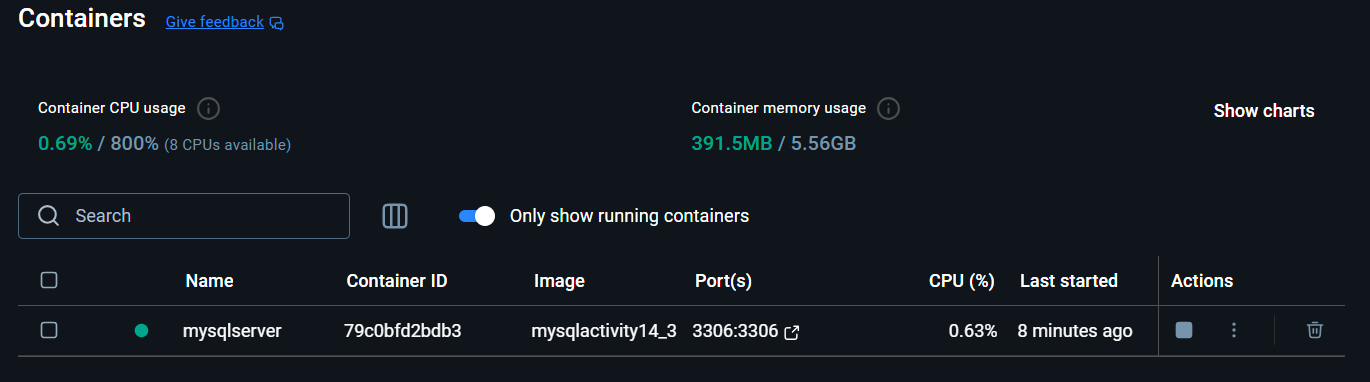 Containers Give feedback
Container CPU usage Container memory usage Show charts
0.69% / 800% (8 CPUs available) 391.5MB / 5.56GB
Search Only show running containers
Name Container ID Image Port(s) CPU (%) Last started Actions
mysqlserver 79c0bfd2bdb3 mysqlactivity14_3 3306:3306 0.63% 8 minutes ago